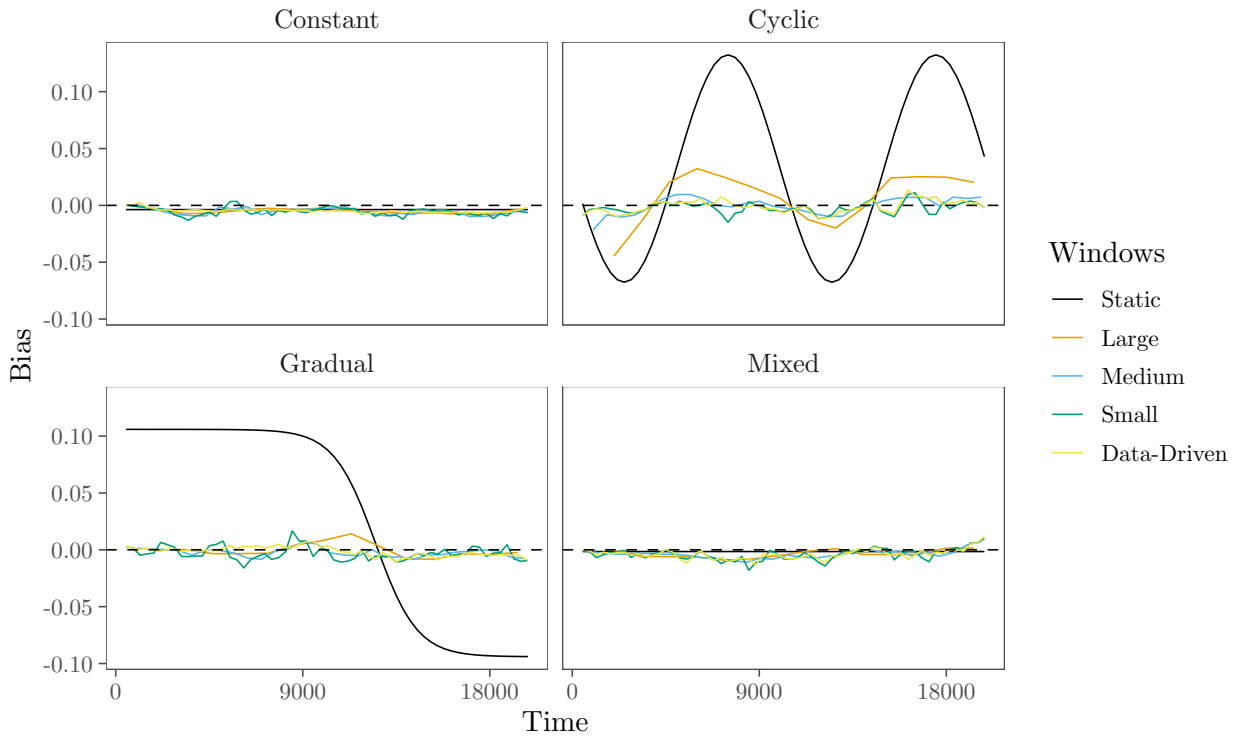 Constant
Cyclic
0.10
0.05
0.00
-0.05
-0.10
Gradual
Mixed
0.10
0.05
0.00
-0.05
-0.10
0
9000
18000
0
9000
18000
Time
Bias
Windows
Static
Large
Medium
Small
Data-Driven